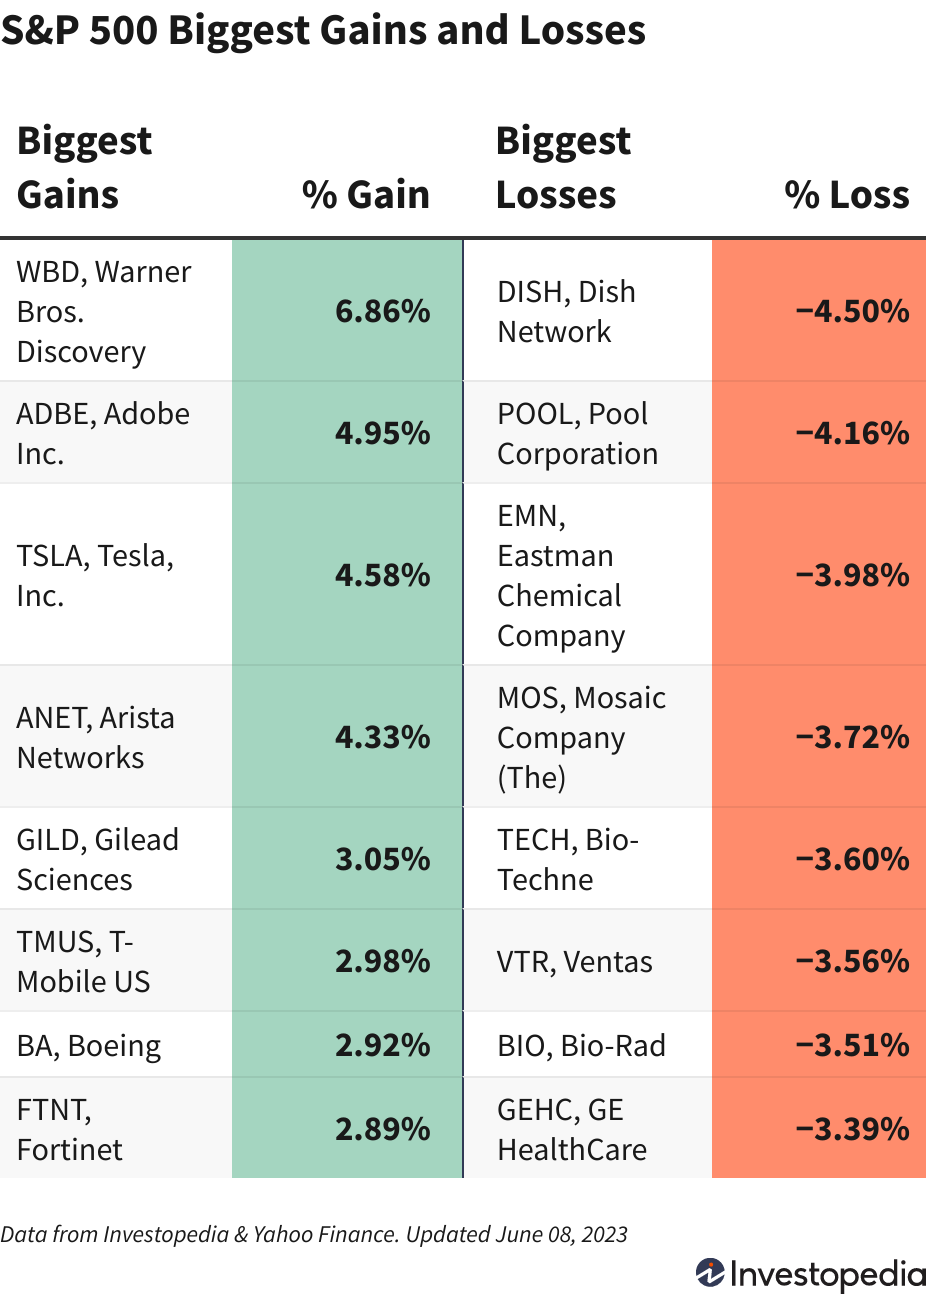 S&P 500 Biggest Gains and Losses
Biggest
Gains
% Gain
Biggest
Losses
% Loss
WBD, Warner
Bros.
Discovery
6.86%
DISH, Dish
Network
−4.50%
ADBE, Adobe
Inc.
4.95%
POOL, Pool
Corporation
−4.16%
TSLA, Tesla,
Inc.
4.58%
EMN,
Eastman
Chemical
Company
−3.98%
ANET, Arista
Networks
4.33%
MOS, Mosaic
Company
(The)
−3.72%
GILD, Gilead
Sciences
3.05%
TECH, Bio-
Techne
−3.60%
TMUS, T-
Mobile US
2.98%
VTR, Ventas
−3.56%
BA, Boeing
2.92%
BIO, Bio-Rad
−3.51%
FTNT,
Fortinet
2.89%
GEHC, GE
HealthCare
−3.39%
Data from Investopedia & Yahoo Finance. Updated June 08, 2023
Investopedia